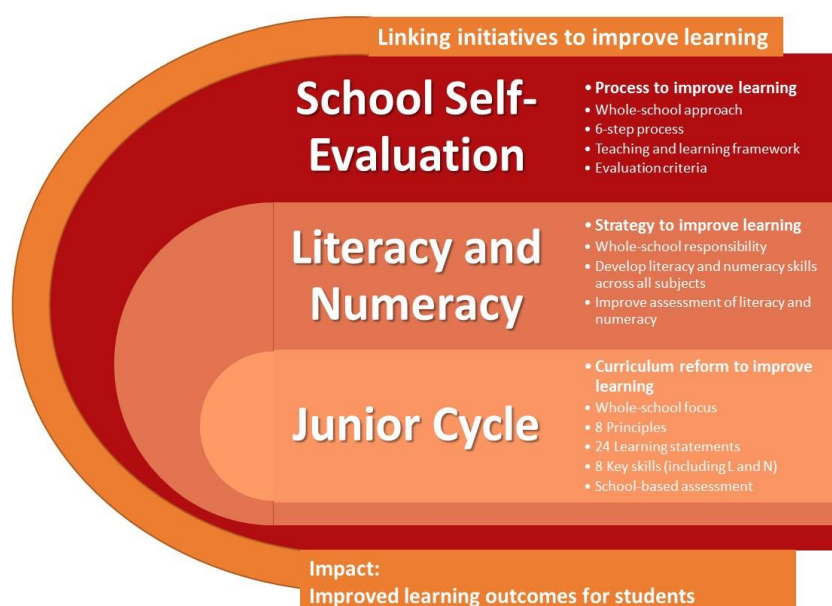 Linking initiatives to improve learning
School Self-
Evaluation
• Process to improve learning
• Whole-school approach
• 6-step process
• Teaching and learning framework
• Evaluation criteria
Literacy and
Numeracy
• Strategy to improve learning
• Whole-school responsibility
• Develop literacy and numeracy skills
across all subjects
• Improve assessment of literacy and
numeracy
Junior Cycle
• Curriculum reform to improve
learning
• Whole-school focus
• 8 Principles
• 24 Learning statements
• 8 Key skills (including L and N)
• School-based assessment
Impact:
Improved learning outcomes for students